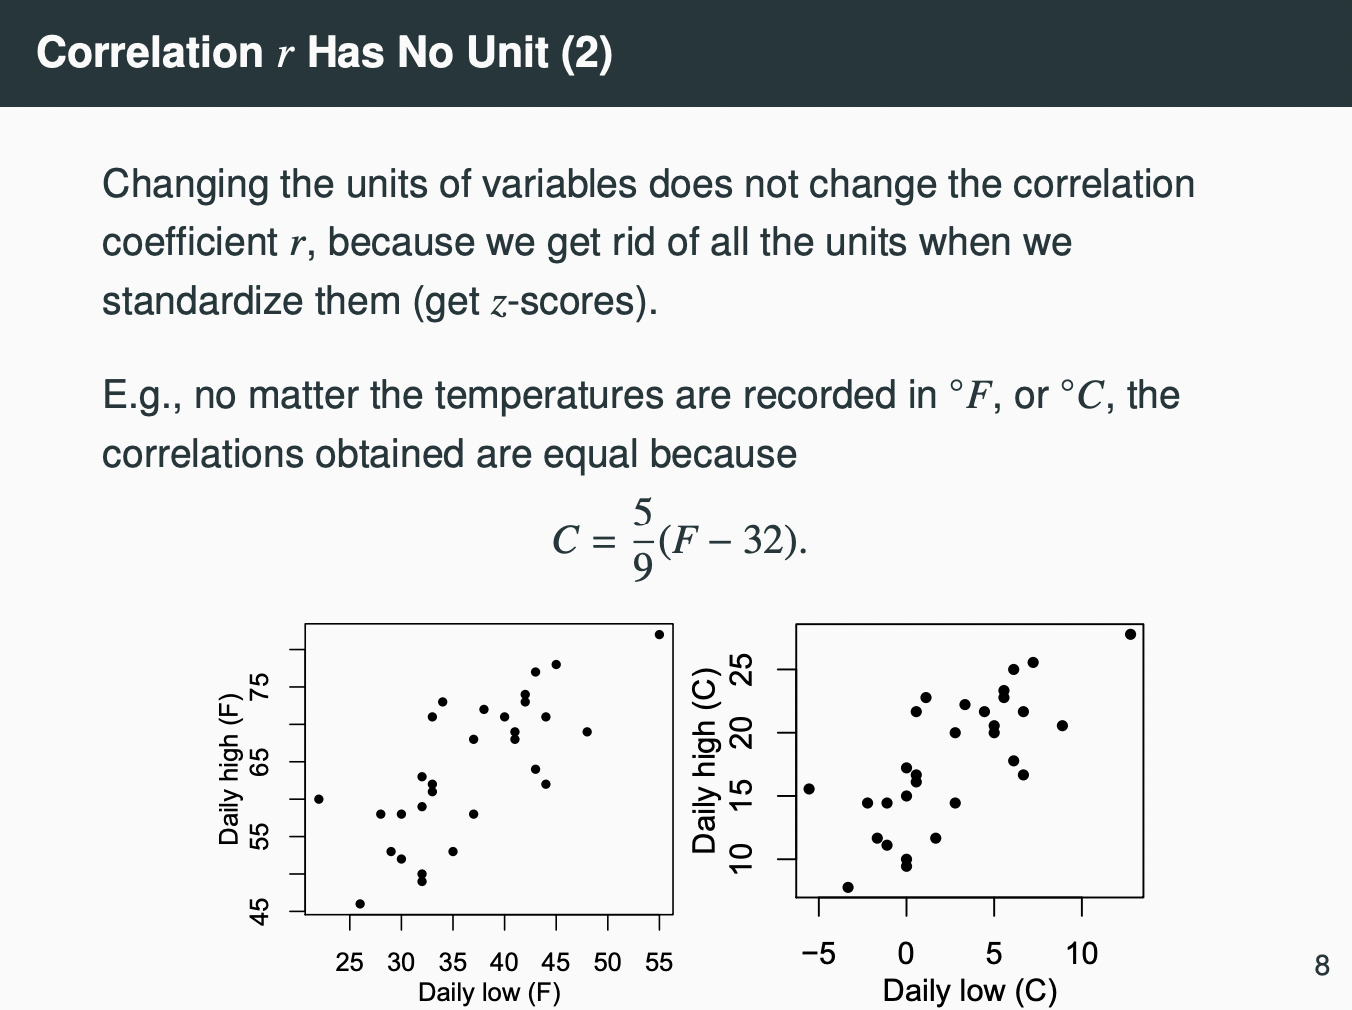 Correlation r Has No Unit (2)
Changing the units of variables does not change the correlation
coefficient r, because we get rid of all the units when we
standardize them (get z-scores).
E.g., no matter the temperatures are recorded in °F, or °C, the
correlations obtained are equal because
C = 5/9 (F − 32).
Daily high (F)
45 55 65 75
25 30 35 40 45 50 55
Daily low (F)
Daily high (C)
10 15 20 25
−5 0 5 10
Daily low (C)
8